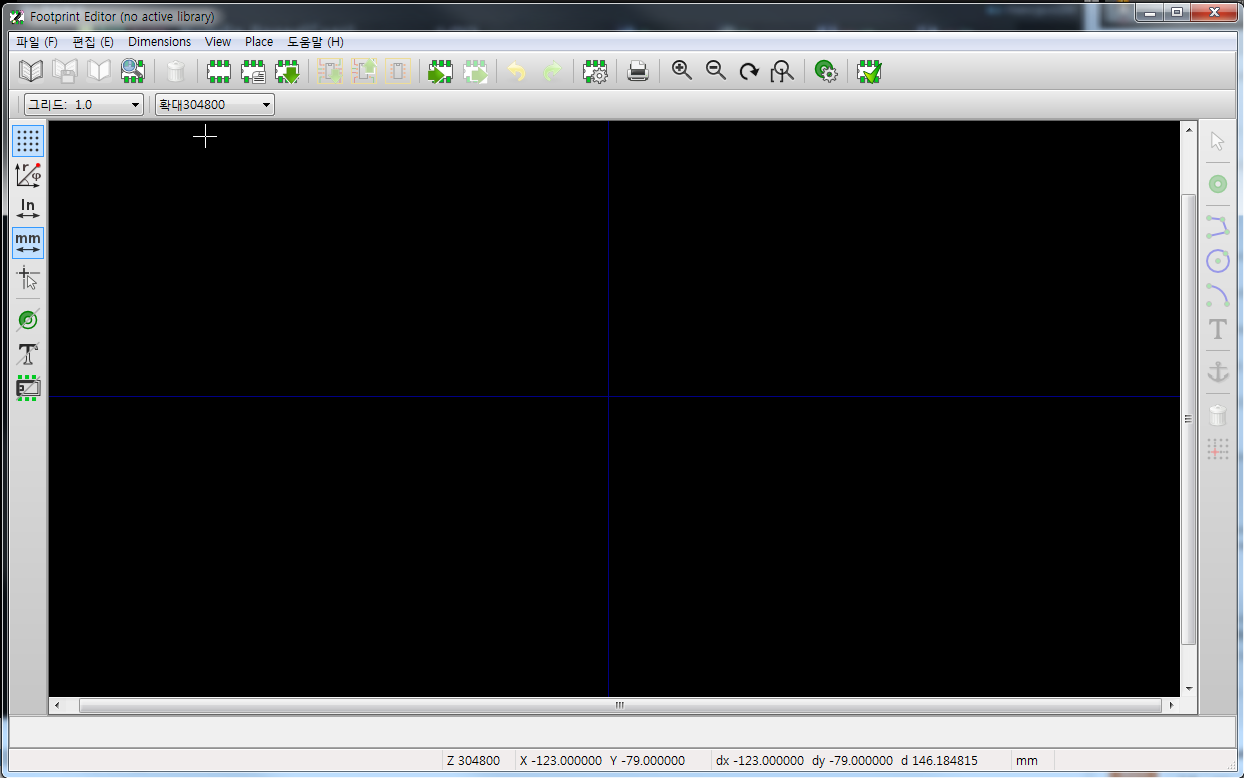 Footprint Editor (no active library)
파일 (F) 편집 (E) Dimensions View Place 도움말 (H)
그리드: 1.0 확대304800
r φ
In
mm
T
T
Z 304800 X -123.000000 Y -79.000000 dx -123.000000 dy -79.000000 d 146.184815 mm